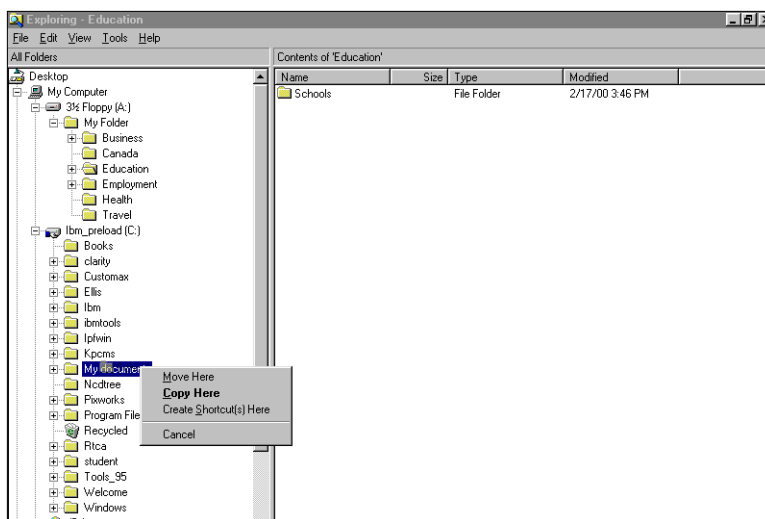 Exploring - Education
File Edit View Tools Help
All Folders
Contents of 'Education'
Name Size Type Modified
Schools File Folder 2/17/00 3:46 PM
Desktop
My Computer
3½ Floppy (A:)
My Folder
Business
Canada
Education
Employment
Health
Travel
Ibm_preload (C:)
Books
clarity
Customax
Ellis
Ibm
ibmtools
Ipfwin
Kpcms
My document
Ncdtree
Pixworks
Program File
Recycled
Rtca
student
Tools_95
Welcome
Windows
Move Here
Copy Here
Create Shortcut(s) Here
Cancel